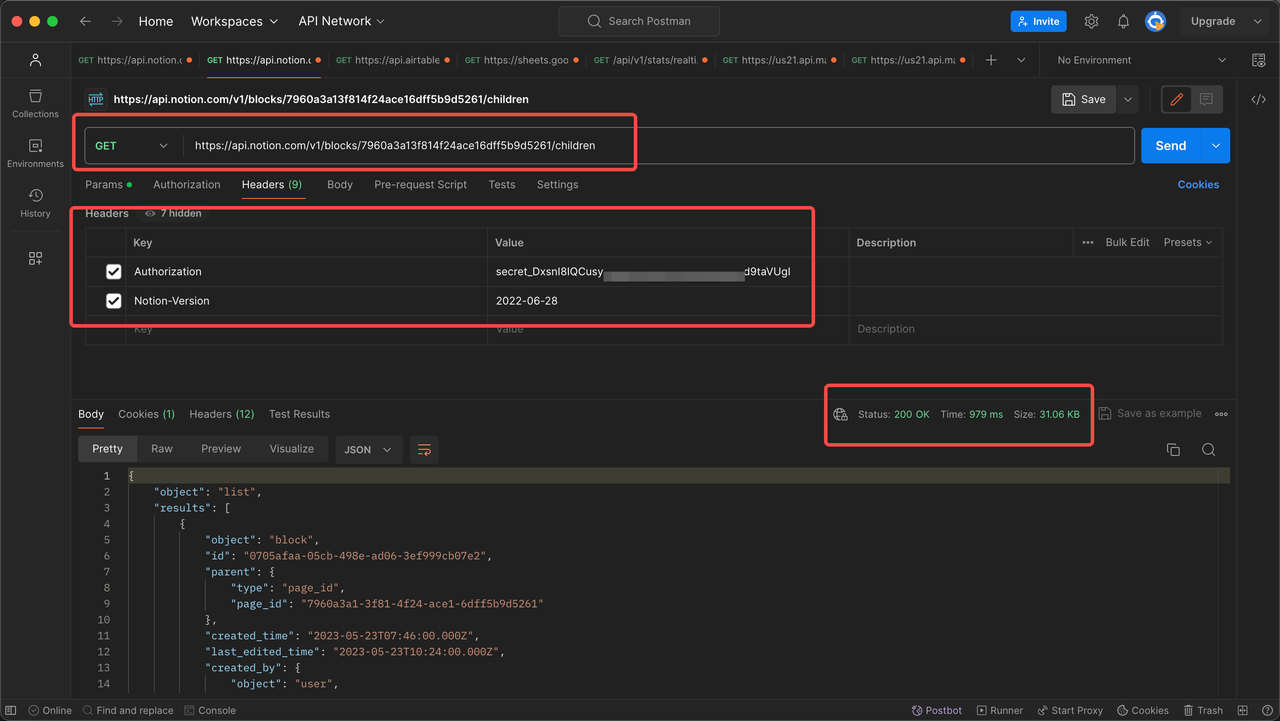 Home Workspaces API Network Search Postman Invite Upgrade
GET https://api.notion.c GET https://api.notion.c GET https://api.airtable GET https://sheets.goo GET /api/v1/stats/realti. GET https://us21.api.ma GET https://us21.api.ma No Environment
HTTP https://api.notion.com/v1/blocks/7960a3a13f814f24ace16dff5b9d5261/children Save
Collections
Environments
History
GET https://api.notion.com/v1/blocks/7960a3a13f814f24ace16dff5b9d5261/children Send
Params Authorization Headers (9) Body Pre-request Script Tests Settings Cookies
Headers 7 hidden
Key Value Description Bulk Edit Presets
Authorization secret_DxsnI8IQCusy d9taVUgI
Notion-Version 2022-06-28
Key Value Description
Body Cookies (1) Headers (12) Test Results Status: 200 OK Time: 979 ms Size: 31.06 KB Save as example
Pretty Raw Preview Visualize JSON
1 {
2 "object": "list",
3 "results": [
4 {
5 "object": "block",
6 "id": "0705afaa-05cb-498e-ad06-3ef999cb07e2",
7 "parent": {
8 "type": "page_id",
9 "page_id": "7960a3a1-3f81-4f24-ace1-6dff5b9d5261"
10 },
11 "created_time": "2023-05-23T07:46:00.000Z",
12 "last_edited_time": "2023-05-23T10:24:00.000Z",
13 "created_by": {
14 "object": "user",
Online Find and replace Console Postbot Runner Start Proxy Cookies Trash